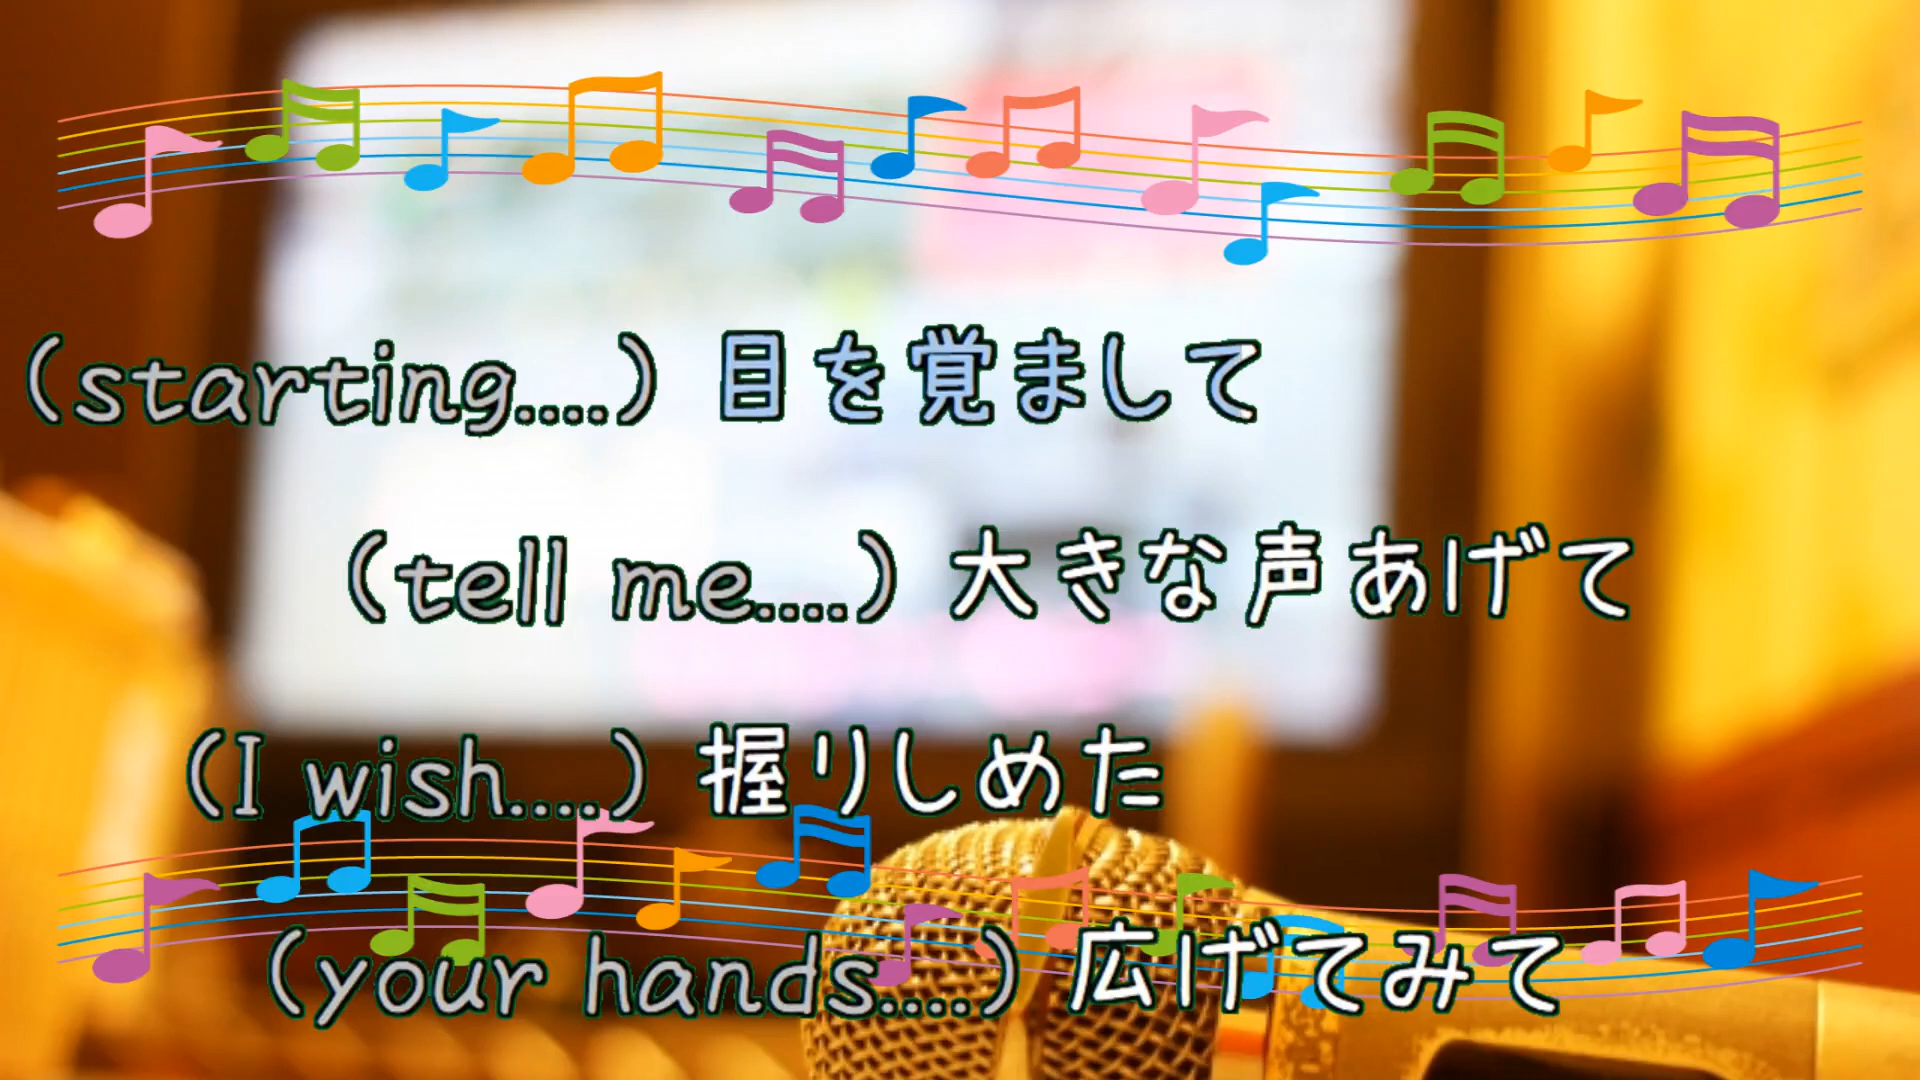 （starting....）目を覚まして
（tell me....）大きな声あげて
（I wish....）握りしめた
（your hands....）広げてみて